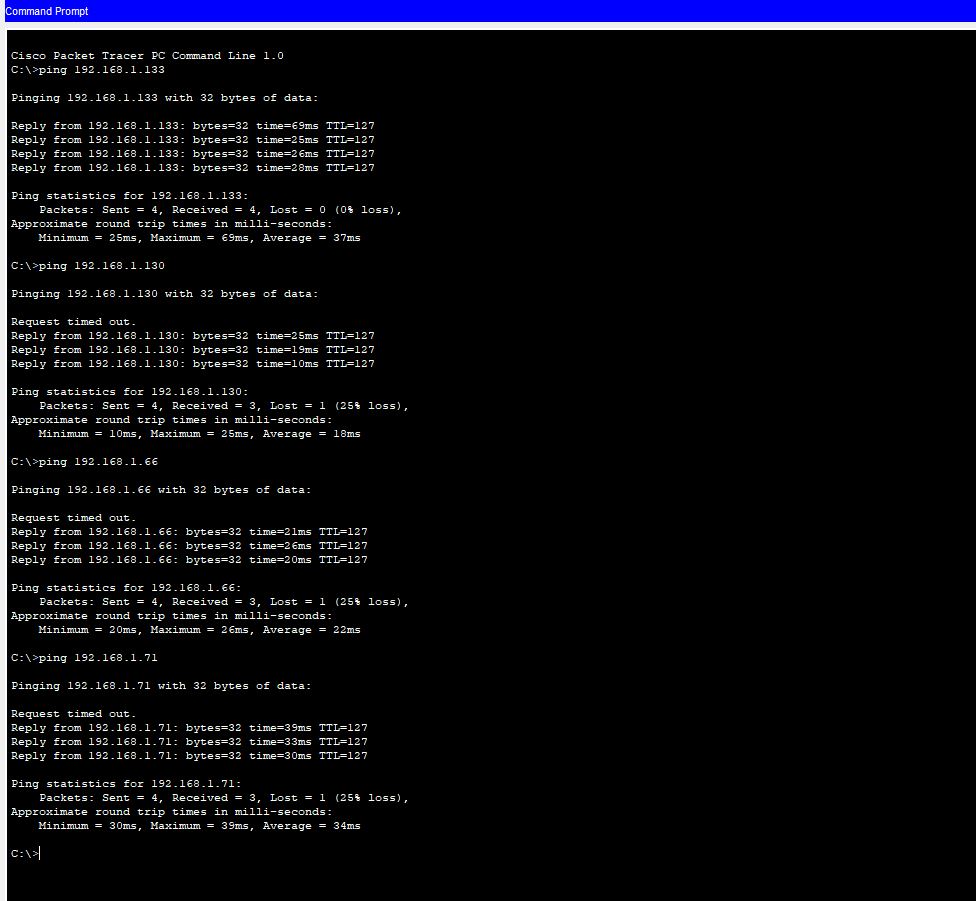 Command Prompt
Cisco Packet Tracer PC Command Line 1.0
C:\>ping 192.168.1.133
Pinging 192.168.1.133 with 32 bytes of data:
Reply from 192.168.1.133: bytes=32 time=69ms TTL=127
Reply from 192.168.1.133: bytes=32 time=25ms TTL=127
Reply from 192.168.1.133: bytes=32 time=26ms TTL=127
Reply from 192.168.1.133: bytes=32 time=28ms TTL=127
Ping statistics for 192.168.1.133:
    Packets: Sent = 4, Received = 4, Lost = 0 (0% loss),
Approximate round trip times in milli-seconds:
    Minimum = 25ms, Maximum = 69ms, Average = 37ms
C:\>ping 192.168.1.130
Pinging 192.168.1.130 with 32 bytes of data:
Request timed out.
Reply from 192.168.1.130: bytes=32 time=25ms TTL=127
Reply from 192.168.1.130: bytes=32 time=19ms TTL=127
Reply from 192.168.1.130: bytes=32 time=10ms TTL=127
Ping statistics for 192.168.1.130:
    Packets: Sent = 4, Received = 3, Lost = 1 (25% loss),
Approximate round trip times in milli-seconds:
    Minimum = 10ms, Maximum = 25ms, Average = 18ms
C:\>ping 192.168.1.66
Pinging 192.168.1.66 with 32 bytes of data:
Request timed out.
Reply from 192.168.1.66: bytes=32 time=21ms TTL=127
Reply from 192.168.1.66: bytes=32 time=26ms TTL=127
Reply from 192.168.1.66: bytes=32 time=20ms TTL=127
Ping statistics for 192.168.1.66:
    Packets: Sent = 4, Received = 3, Lost = 1 (25% loss),
Approximate round trip times in milli-seconds:
    Minimum = 20ms, Maximum = 26ms, Average = 22ms
C:\>ping 192.168.1.71
Pinging 192.168.1.71 with 32 bytes of data:
Request timed out.
Reply from 192.168.1.71: bytes=32 time=39ms TTL=127
Reply from 192.168.1.71: bytes=32 time=33ms TTL=127
Reply from 192.168.1.71: bytes=32 time=30ms TTL=127
Ping statistics for 192.168.1.71:
    Packets: Sent = 4, Received = 3, Lost = 1 (25% loss),
Approximate round trip times in milli-seconds:
    Minimum = 30ms, Maximum = 39ms, Average = 34ms
C:\>